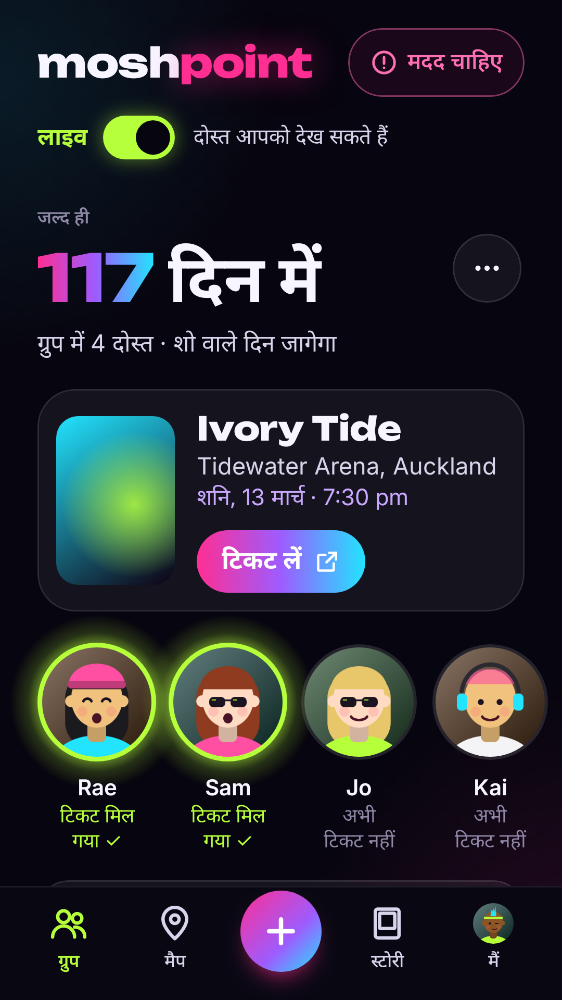 moshpoint
मदद चाहिए
लाइव
दोस्त आपको देख सकते हैं
जल्द ही
117 दिन में
ग्रुप में 4 दोस्त · शो वाले दिन जागेगा
Ivory Tide
Tidewater Arena, Auckland
शनि, 13 मार्च · 7:30 pm
टिकट लें
Rae
टिकट मिल
गया ✓
Sam
टिकट मिल
गया ✓
Jo
अभी
टिकट नहीं
Kai
अभी
टिकट नहीं
ग्रुप
मैप
स्टोरी
मैं